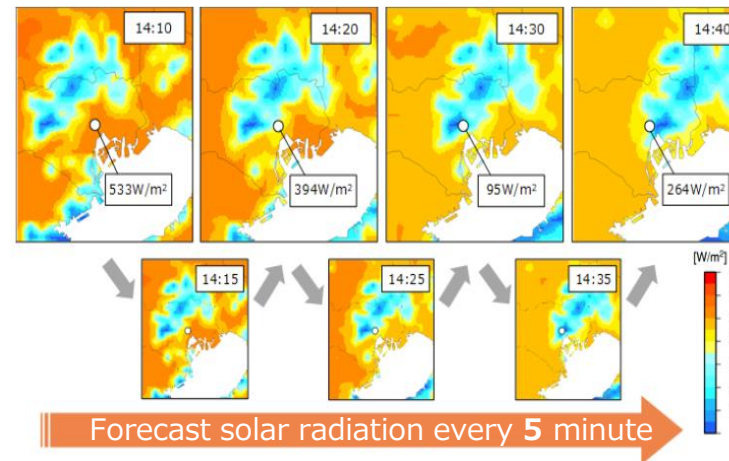 14:10
14:20
14:30
14:40
533W/m²
394W/m²
95W/m²
264W/m²
14:15
14:25
14:35
[W/m²]
Forecast solar radiation every 5 minute